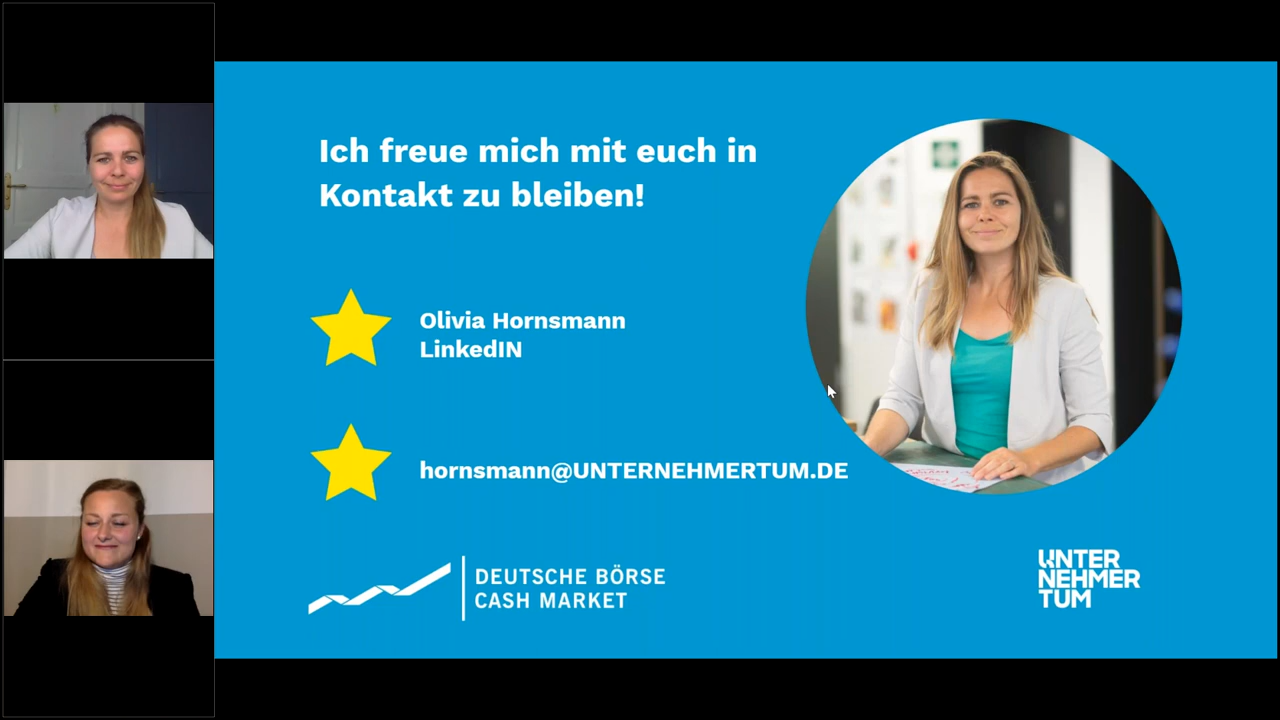 Ich freue mich mit euch in
Kontakt zu bleiben!
Olivia Hornsmann
LinkedIN
hornsmann@UNTERNEHMERTUM.DE
DEUTSCHE BÖRSE
CASH MARKET
UNTER
NEHMER
TUM